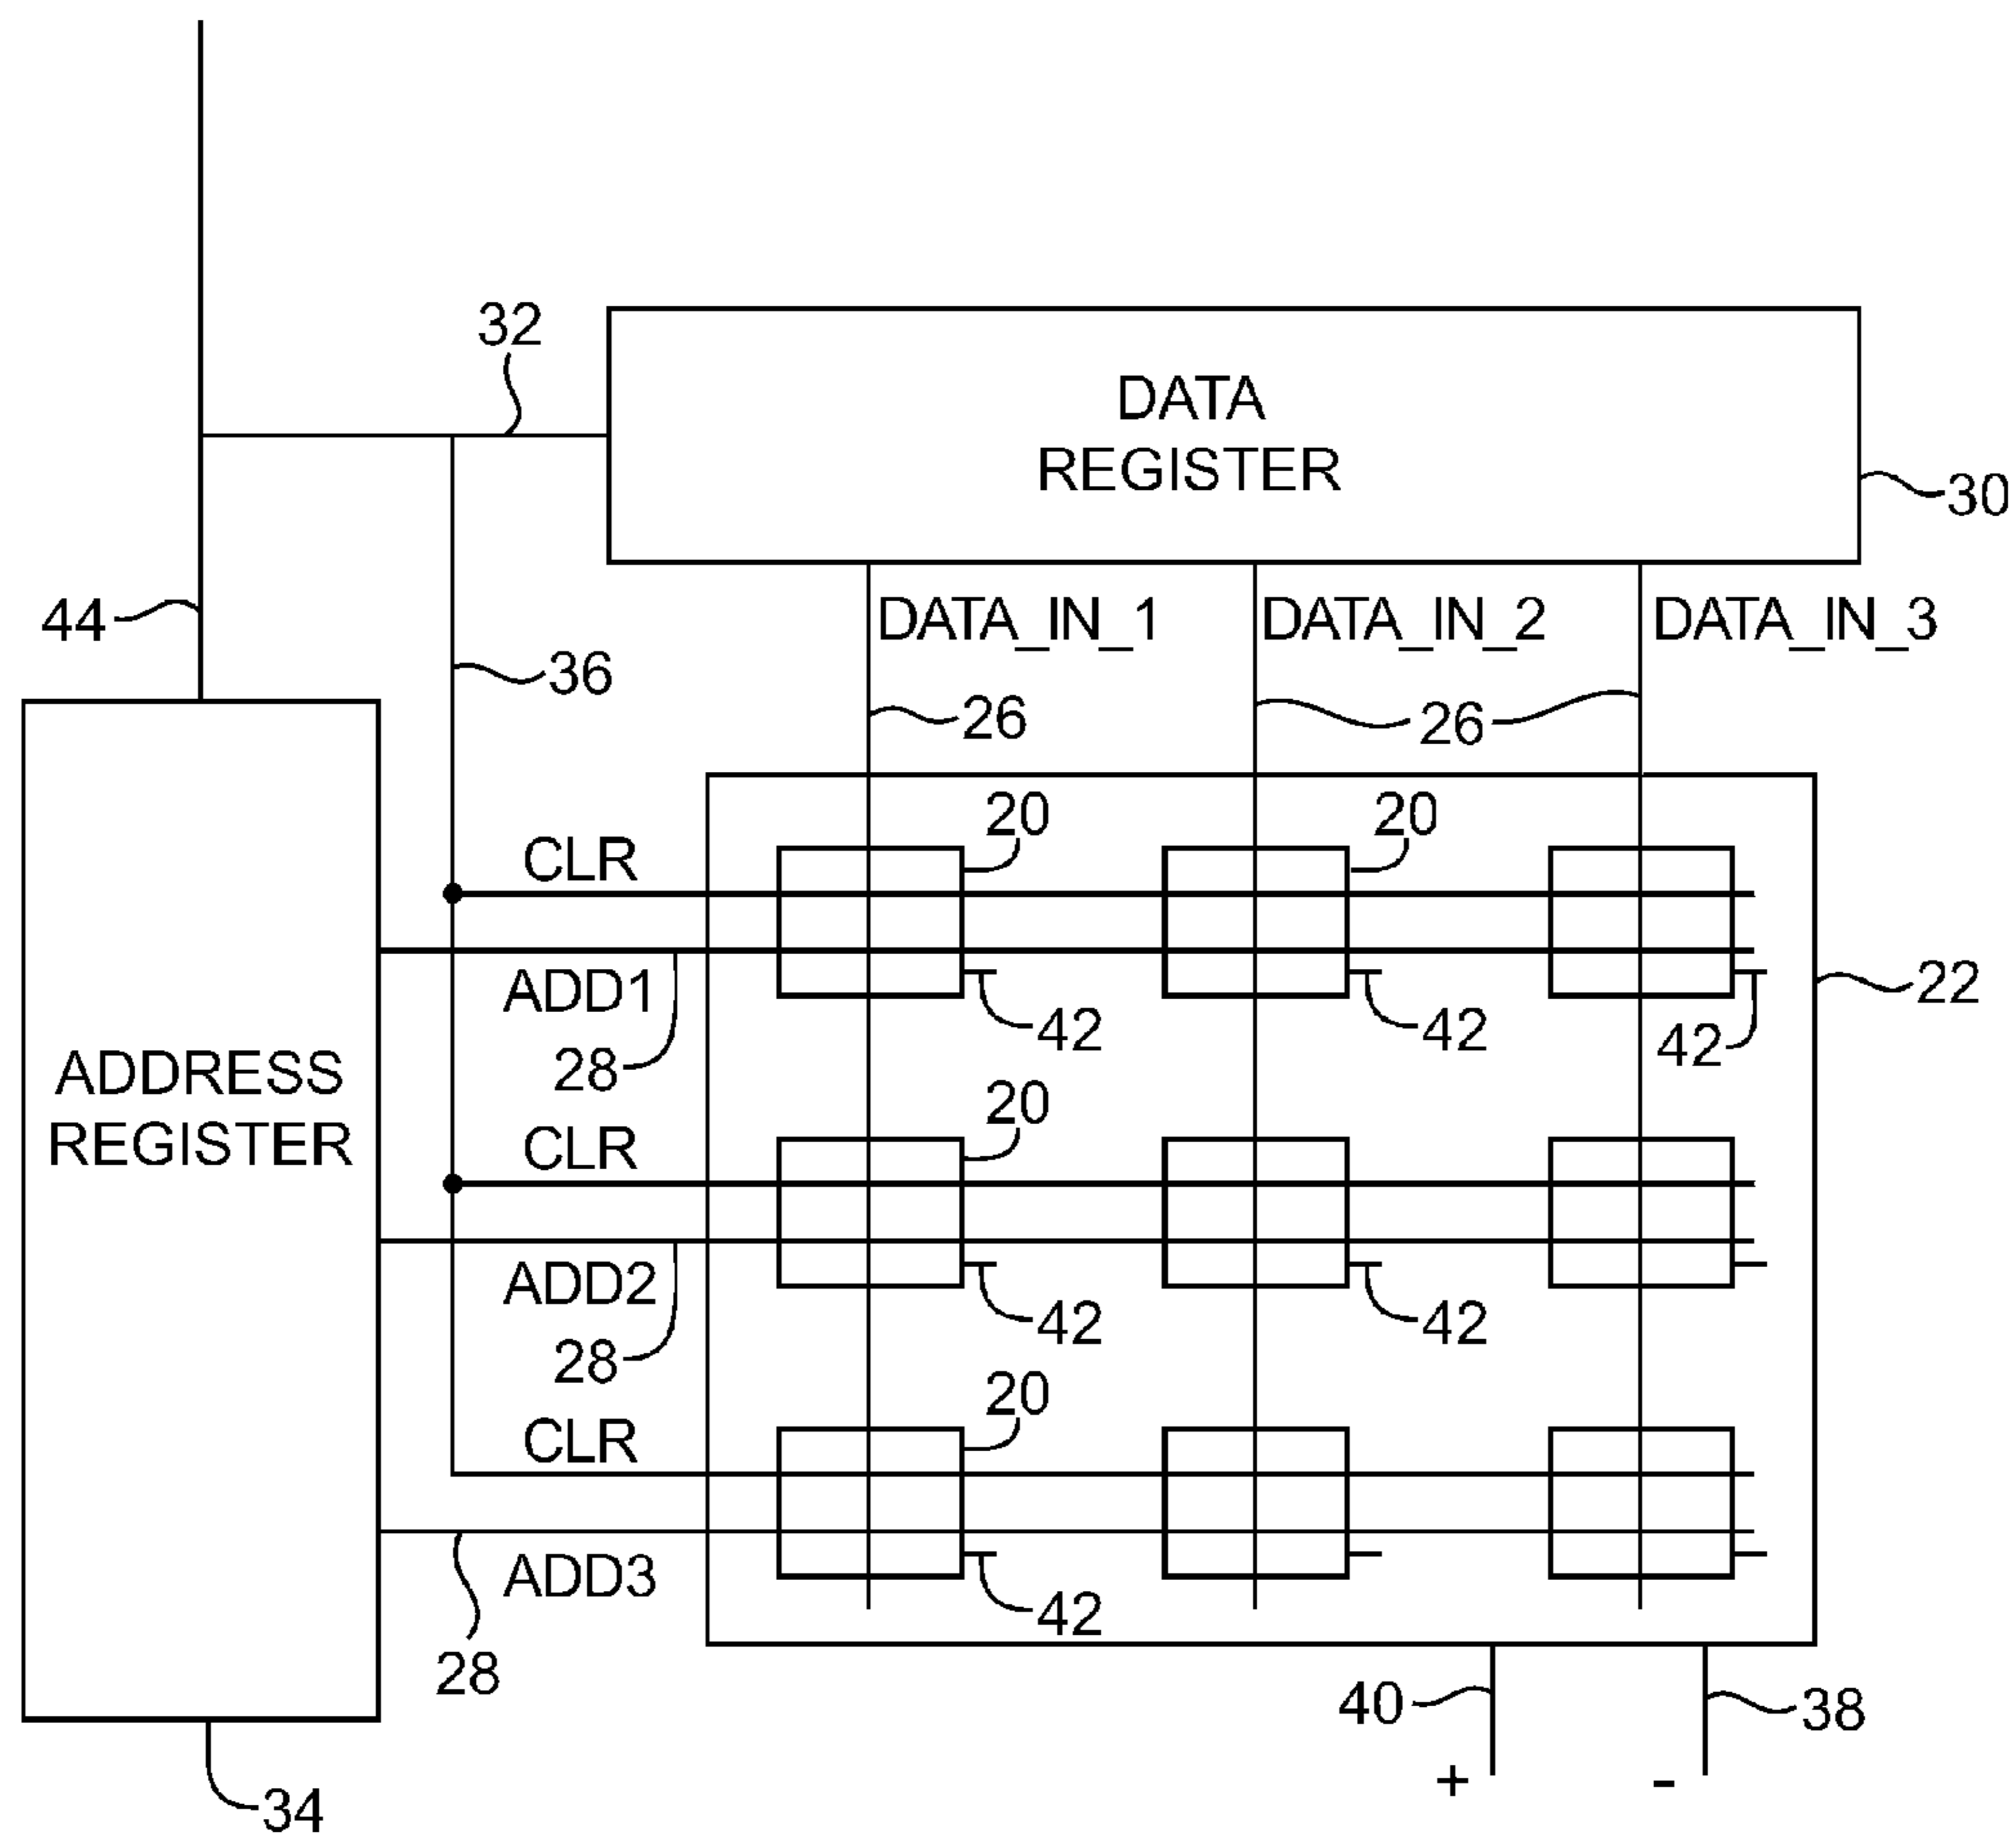 32
DATA
REGISTER
30
44
DATA_IN_1
DATA_IN_2
DATA_IN_3
36
26
26
20
20
CLR
ADD1
22
42
42
42
28
ADDRESS
REGISTER
20
CLR
ADD2
42
42
28
20
CLR
ADD3
42
28
40
38
+
-
34